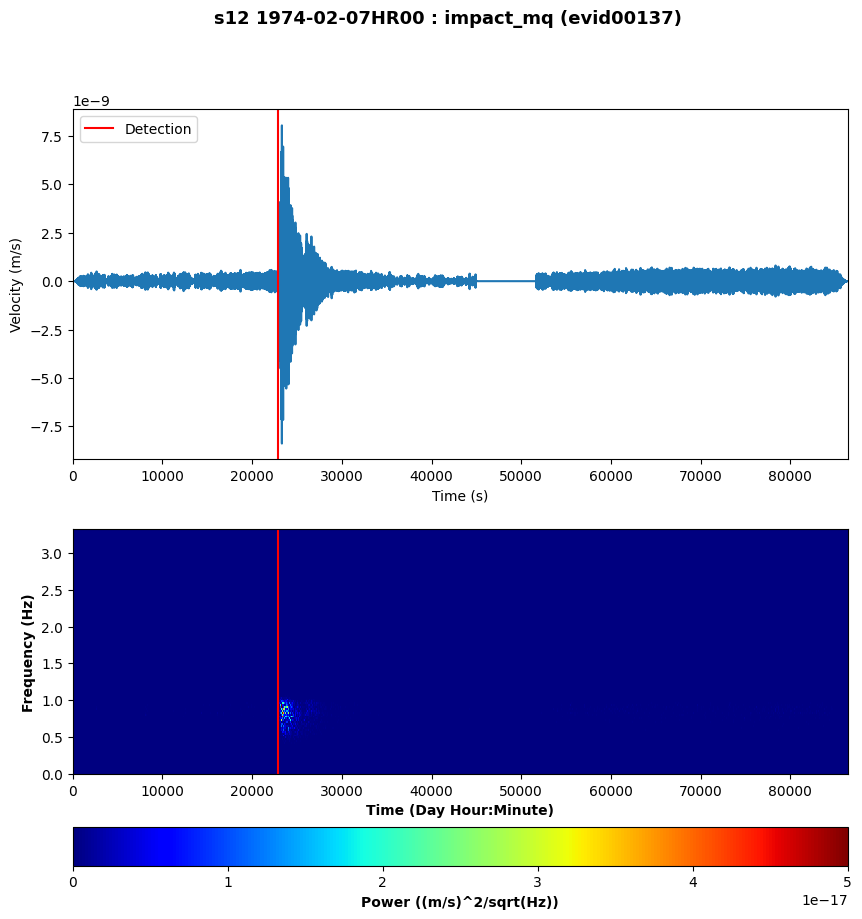 s12 1974-02-07HR00 : impact_mq (evid00137)
1e−9
Detection
7.5
5.0
2.5
0.0
−2.5
−5.0
−7.5
Velocity (m/s)
0 10000 20000 30000 40000 50000 60000 70000 80000
Time (s)
3.0
2.5
2.0
1.5
1.0
0.5
0.0
Frequency (Hz)
0 10000 20000 30000 40000 50000 60000 70000 80000
Time (Day Hour:Minute)
0 1 2 3 4 5
1e−17
Power ((m/s)^2/sqrt(Hz))